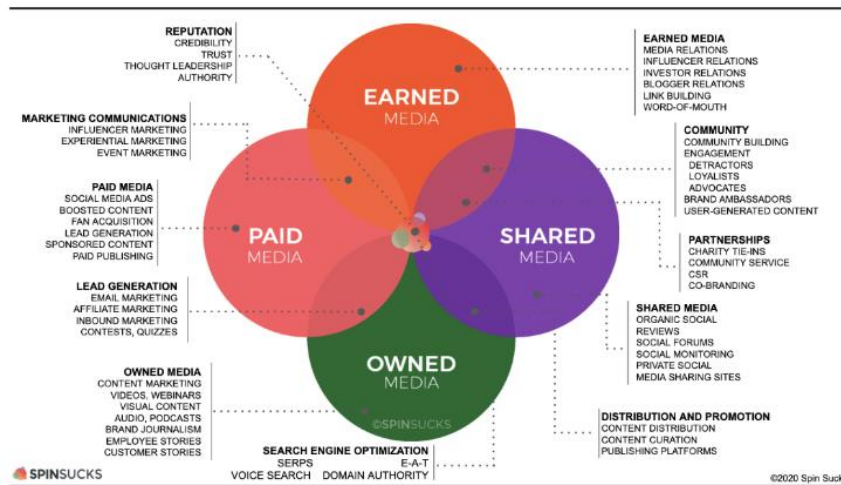 REPUTATION
CREDIBILITY
TRUST
THOUGHT LEADERSHIP
AUTHORITY
MARKETING COMMUNICATIONS
INFLUENCER MARKETING
EXPERIENTIAL MARKETING
EVENT MARKETING
PAID MEDIA
SOCIAL MEDIA ADS
BOOSTED CONTENT
FAN ACQUISITION
LEAD GENERATION
SPONSORED CONTENT
PAID PUBLISHING
LEAD GENERATION
EMAIL MARKETING
AFFILIATE MARKETING
INBOUND MARKETING
CONTESTS, QUIZZES
OWNED MEDIA
CONTENT MARKETING
VIDEOS, WEBINARS
VISUAL CONTENT
AUDIO, PODCASTS
BRAND JOURNALISM
EMPLOYEE STORIES
CUSTOMER STORIES
EARNED
MEDIA
PAID
MEDIA
SHARED
MEDIA
OWNED
MEDIA
©SPINSUCKS
SEARCH ENGINE OPTIMIZATION
SERPS E-A-T
VOICE SEARCH DOMAIN AUTHORITY
EARNED MEDIA
MEDIA RELATIONS
INFLUENCER RELATIONS
INVESTOR RELATIONS
BLOGGER RELATIONS
LINK BUILDING
WORD-OF-MOUTH
COMMUNITY
COMMUNITY BUILDING
ENGAGEMENT
DETRACTORS
LOYALISTS
ADVOCATES
BRAND AMBASSADORS
USER-GENERATED CONTENT
PARTNERSHIPS
CHARITY TIE-INS
COMMUNITY SERVICE
CSR
CO-BRANDING
SHARED MEDIA
ORGANIC SOCIAL
REVIEWS
SOCIAL FORUMS
SOCIAL MONITORING
PRIVATE SOCIAL
MEDIA SHARING SITES
DISTRIBUTION AND PROMOTION
CONTENT DISTRIBUTION
CONTENT CURATION
PUBLISHING PLATFORMS
SPINSUCKS
©2020 Spin Suck